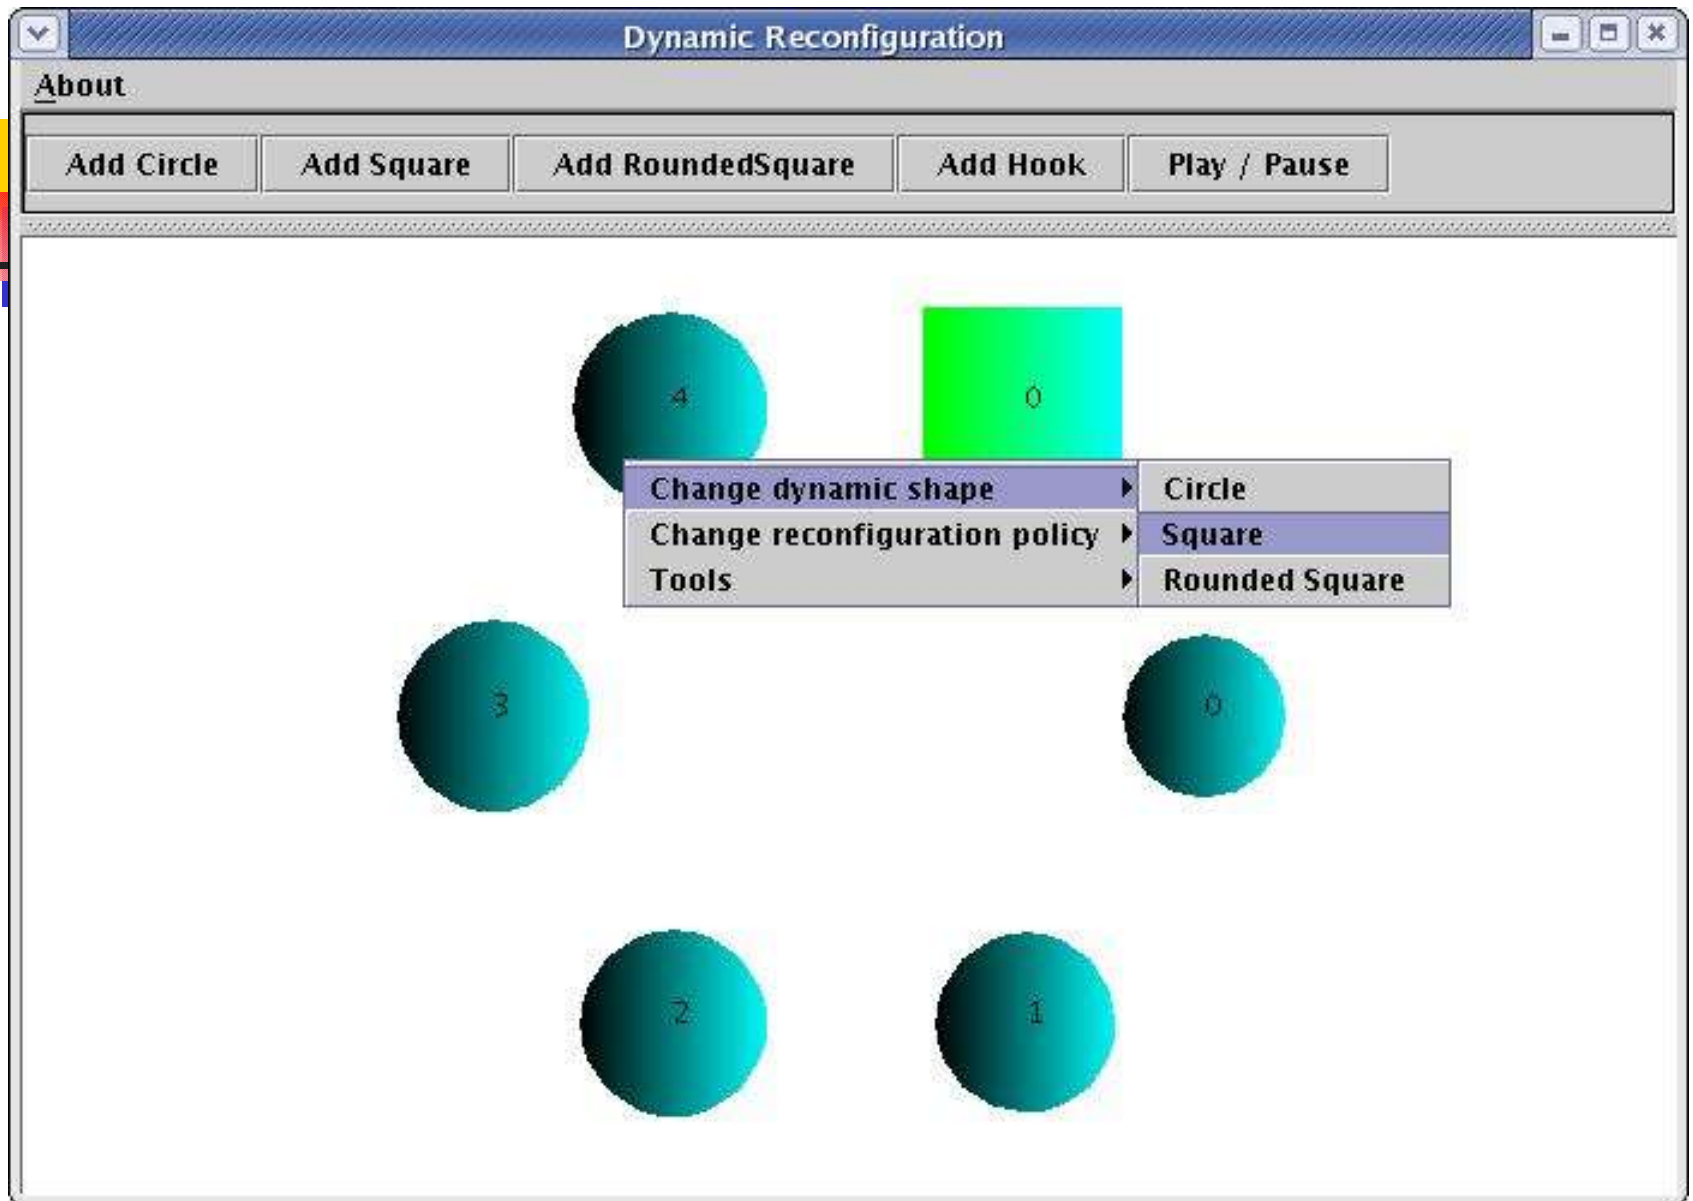 Dynamic Reconfiguration
About
Add Circle Add Square Add RoundedSquare Add Hook Play / Pause
4 0
Change dynamic shape Circle
Change reconfiguration policy Square
Tools Rounded Square
3 0
2 1